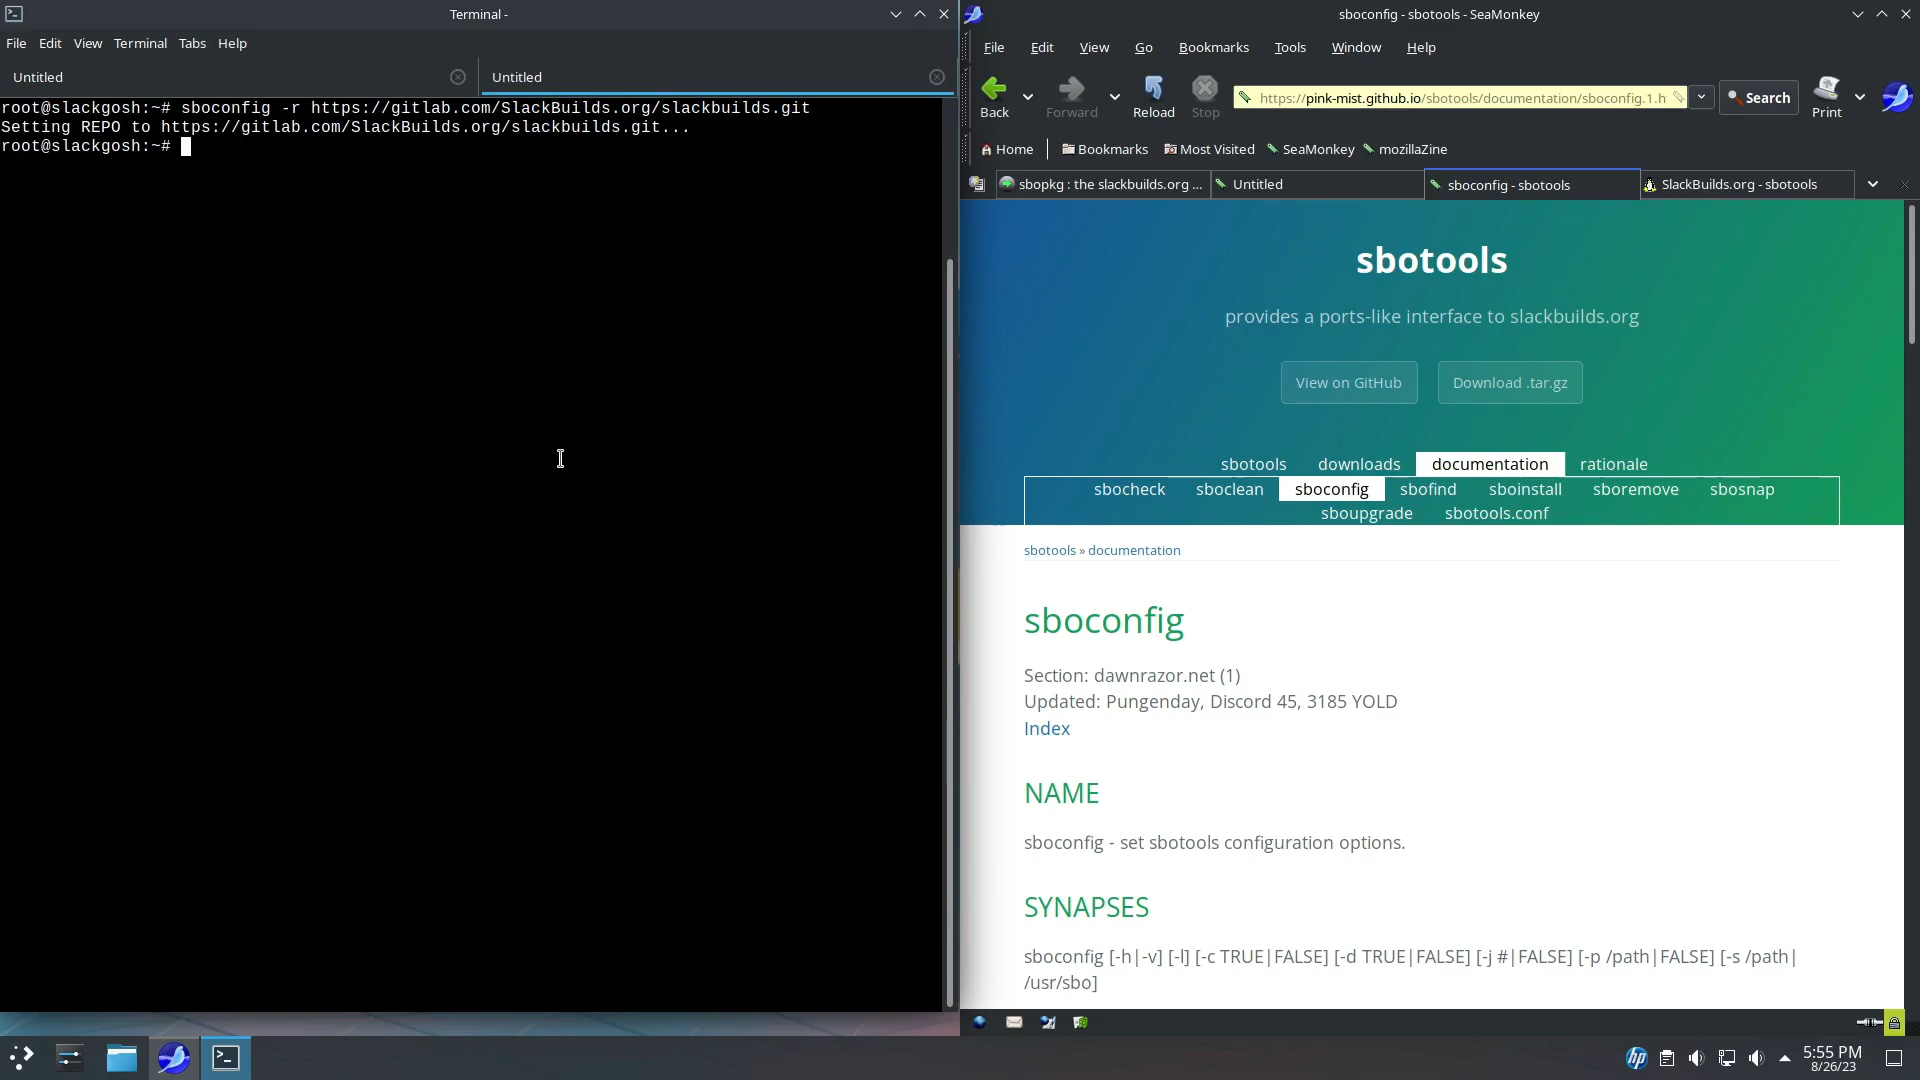 Terminal -
File Edit View Terminal Tabs Help
Untitled
Untitled
root@slackgosh:~# sboconfig -r https://gitlab.com/SlackBuilds.org/slackbuilds.git
Setting REPO to https://gitlab.com/SlackBuilds.org/slackbuilds.git...
root@slackgosh:~#
sboconfig - sbotools - SeaMonkey
File Edit View Go Bookmarks Tools Window Help
Back Forward Reload Stop
https://pink-mist.github.io/sbotools/documentation/sboconfig.1.h
Search
Print
Home Bookmarks Most Visited SeaMonkey mozillaZine
sbopkg : the slackbuilds.org ...
Untitled
sboconfig - sbotools
SlackBuilds.org - sbotools
sbotools
provides a ports-like interface to slackbuilds.org
View on GitHub
Download .tar.gz
sbotools downloads documentation rationale
sbocheck sboclean sboconfig sbofind sboinstall sboremove sbosnap
sboupgrade sbotools.conf
sbotools » documentation
sboconfig
Section: dawnrazor.net (1)
Updated: Pungenday, Discord 45, 3185 YOLD
Index
NAME
sboconfig - set sbotools configuration options.
SYNAPSES
sboconfig [-h|-v] [-l] [-c TRUE|FALSE] [-d TRUE|FALSE] [-j #|FALSE] [-p /path|FALSE] [-s /path|
/usr/sbo]
hp
5:55 PM
8/26/23